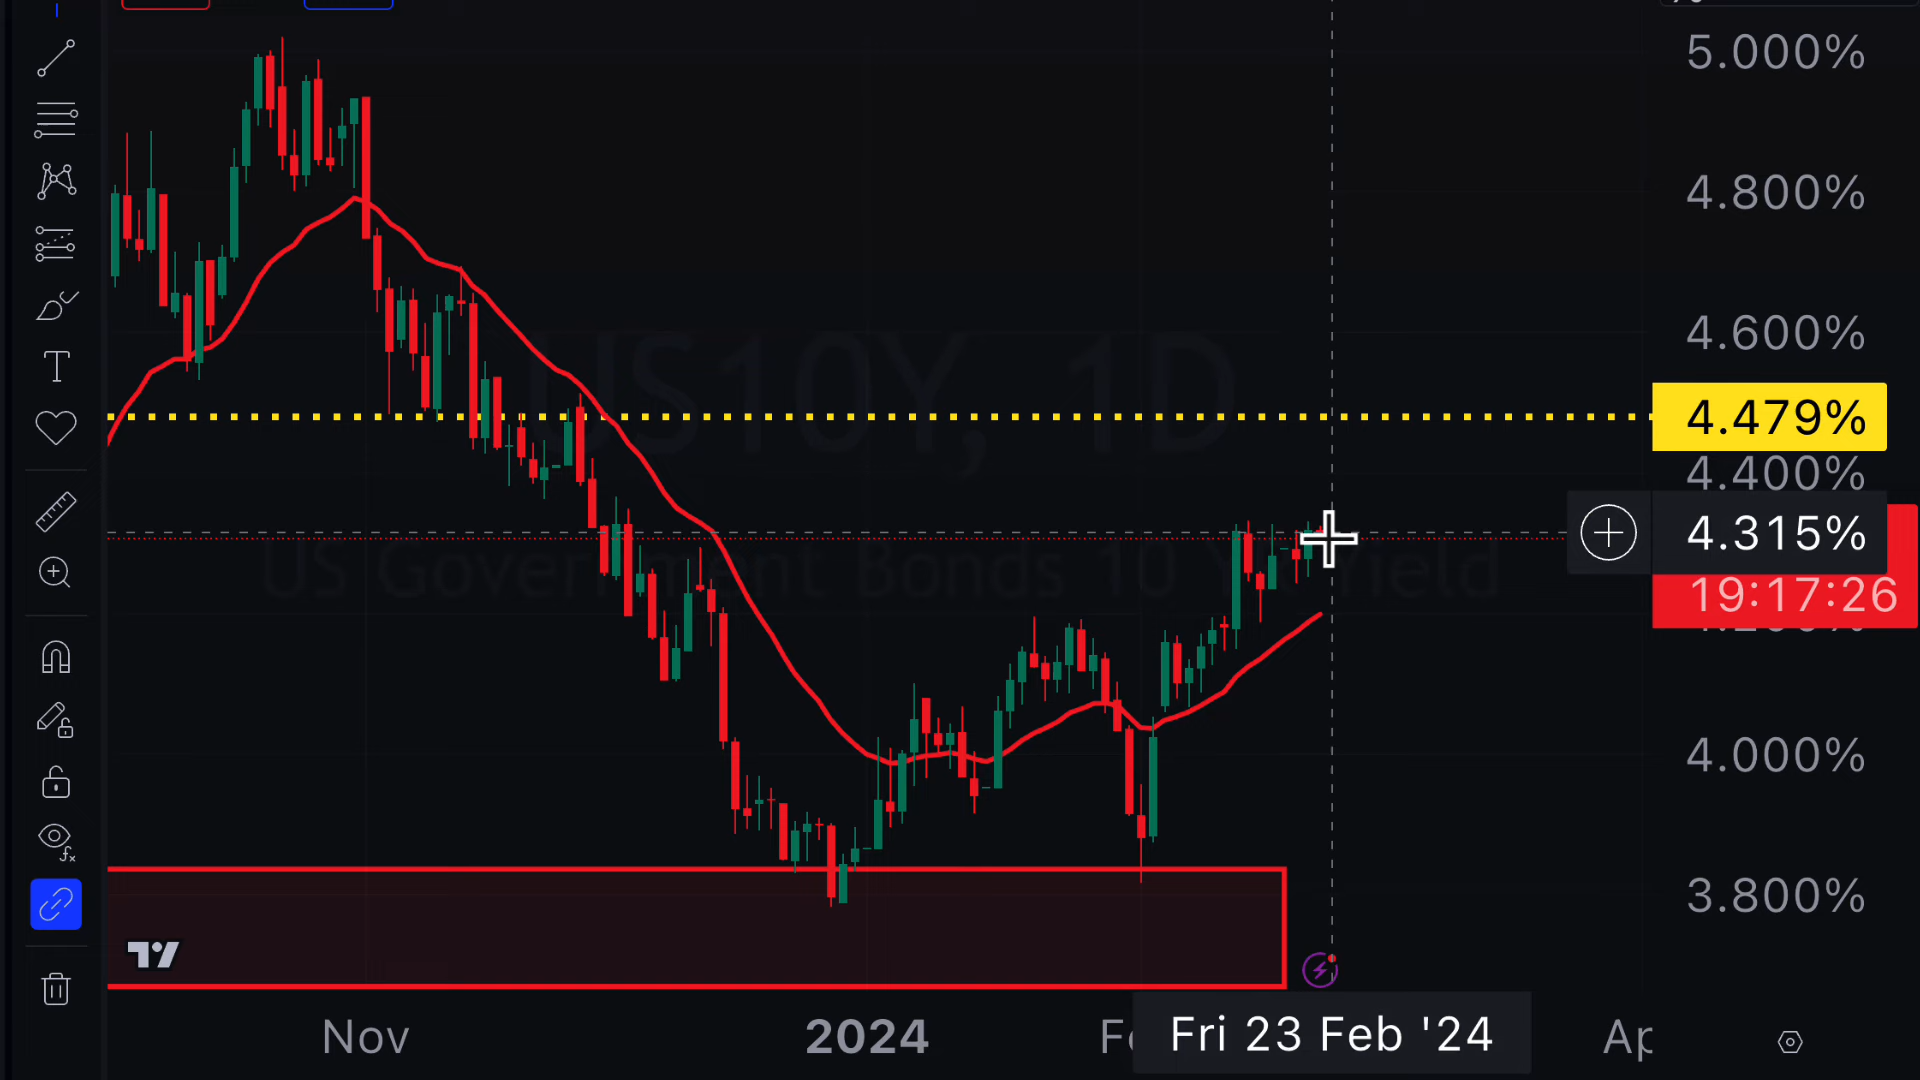 5.000%
4.800%
US10Y, 1D
4.600%
4.479%
4.400%
4.315%
US Government Bonds 10 YR Yield
19:17:26
4.000%
3.800%
Nov
2024
Fri 23 Feb '24